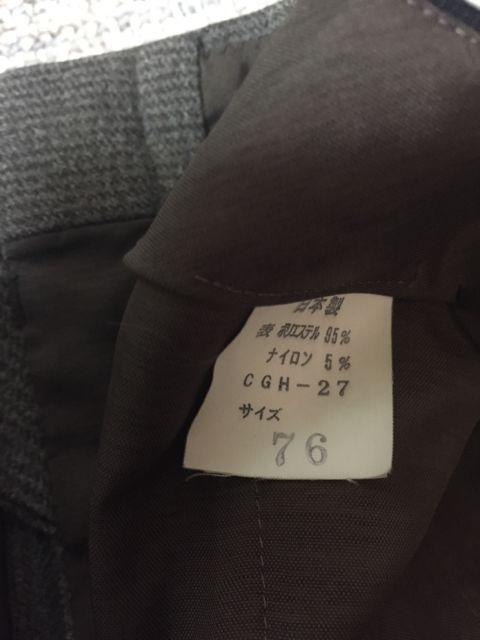 日本製
表 ポリエステル 95%
ナイロン 5%
CGH-27
サイズ
76